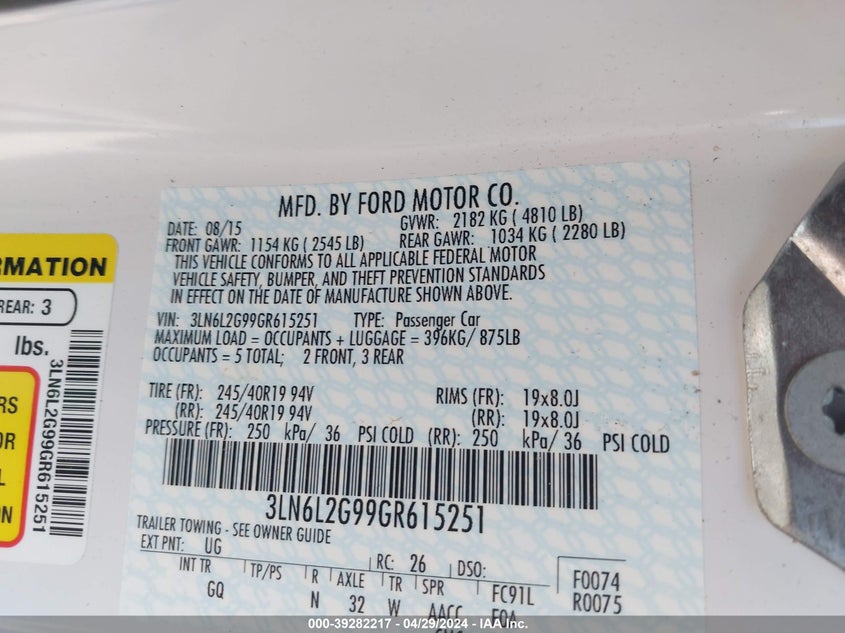 MFD. BY FORD MOTOR CO.
DATE: 08/15 GVWR: 2182 KG ( 4810 LB)
FRONT GAWR: 1154 KG ( 2545 LB) REAR GAWR: 1034 KG ( 2280 LB)
THIS VEHICLE CONFORMS TO ALL APPLICABLE FEDERAL MOTOR
VEHICLE SAFETY, BUMPER, AND THEFT PREVENTION STANDARDS
IN EFFECT ON THE DATE OF MANUFACTURE SHOWN ABOVE.
VIN: 3LN6L2G99GR615251 TYPE: Passenger Car
MAXIMUM LOAD = OCCUPANTS + LUGGAGE = 396KG/ 875LB
OCCUPANTS = 5 TOTAL; 2 FRONT, 3 REAR
TIRE (FR): 245/40R19 94V RIMS (FR): 19x8.0J
(RR): 245/40R19 94V (RR): 19x8.0J
PRESSURE (FR): 250 kPa/ 36 PSI COLD (RR): 250 kPa/ 36 PSI COLD
3LN6L2G99GR615251
TRAILER TOWING - SEE OWNER GUIDE
EXT PNT: UG RC: 26 DSO:
INT TR TP/PS R AXLE TR SPR FC91L F0074
GQ N 32 W AACC R0075
RMATION
REAR: 3
lbs.
RS
OR
L
N
3LN6L2G99GR615251
000-39282217 - 04/29/2024 - IAA Inc.